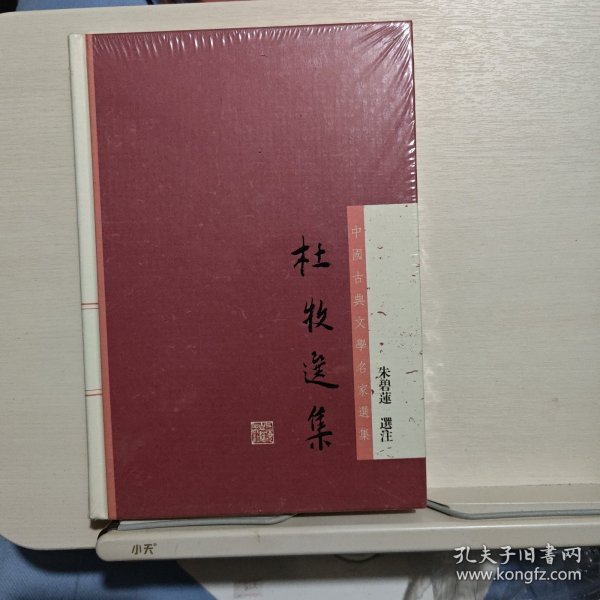 杜牧選集
中國古典文學名家選集
朱碧蓮 選注
小天
孔夫子旧书网
www.kongfz.com